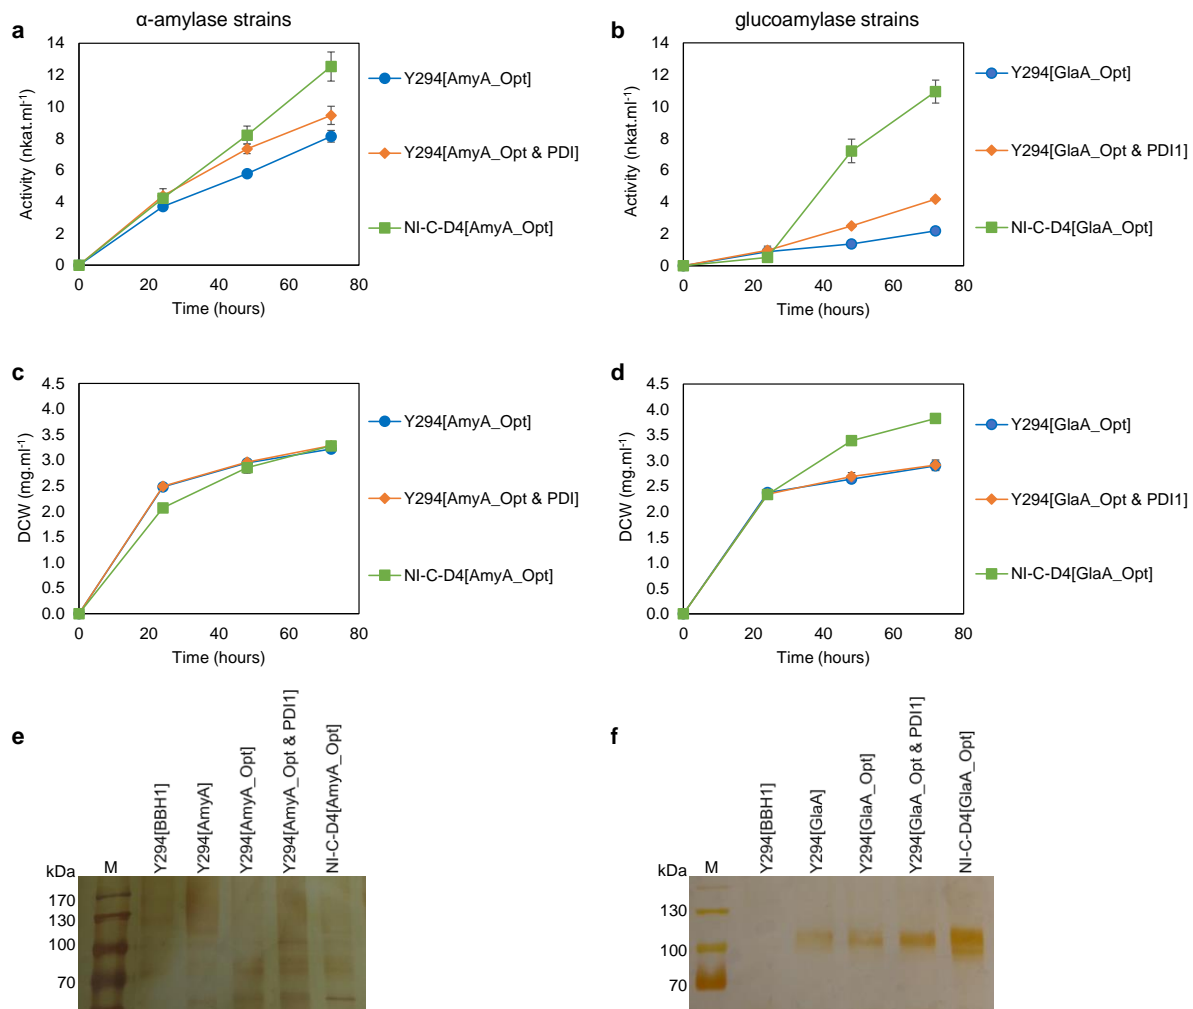 α-amylase strains
glucoamylase strains
a
14
12
10
8
6
4
2
0
Activity (nkat.ml-1)
0 20 40 60 80
Time (hours)
Y294[AmyA_Opt]
Y294[AmyA_Opt & PDI]
NI-C-D4[AmyA_Opt]
b
14
12
10
8
6
4
2
0
Activity (nkat.ml-1)
0 20 40 60 80
Time (hours)
Y294[GlaA_Opt]
Y294[GlaA_Opt & PDI1]
NI-C-D4[GlaA_Opt]
c
4.5
4.0
3.5
3.0
2.5
2.0
1.5
1.0
0.5
0.0
DCW (mg.ml-1)
0 20 40 60 80
Time (hours)
Y294[AmyA_Opt]
Y294[AmyA_Opt & PDI]
NI-C-D4[AmyA_Opt]
d
4.5
4.0
3.5
3.0
2.5
2.0
1.5
1.0
0.5
0.0
DCW (mg.ml-1)
0 20 40 60 80
Time (hours)
Y294[GlaA_Opt]
Y294[GlaA_Opt & PDI1]
NI-C-D4[GlaA_Opt]
e
kDa
M
Y294[BBH1]
Y294[AmyA]
Y294[AmyA_Opt]
Y294[AmyA_Opt & PDI1]
NI-C-D4[AmyA_Opt]
170
130
100
70
f
kDa
M
Y294[BBH1]
Y294[GlaA]
Y294[GlaA_Opt]
Y294[GlaA_Opt & PDI1]
NI-C-D4[GlaA_Opt]
130
100
70